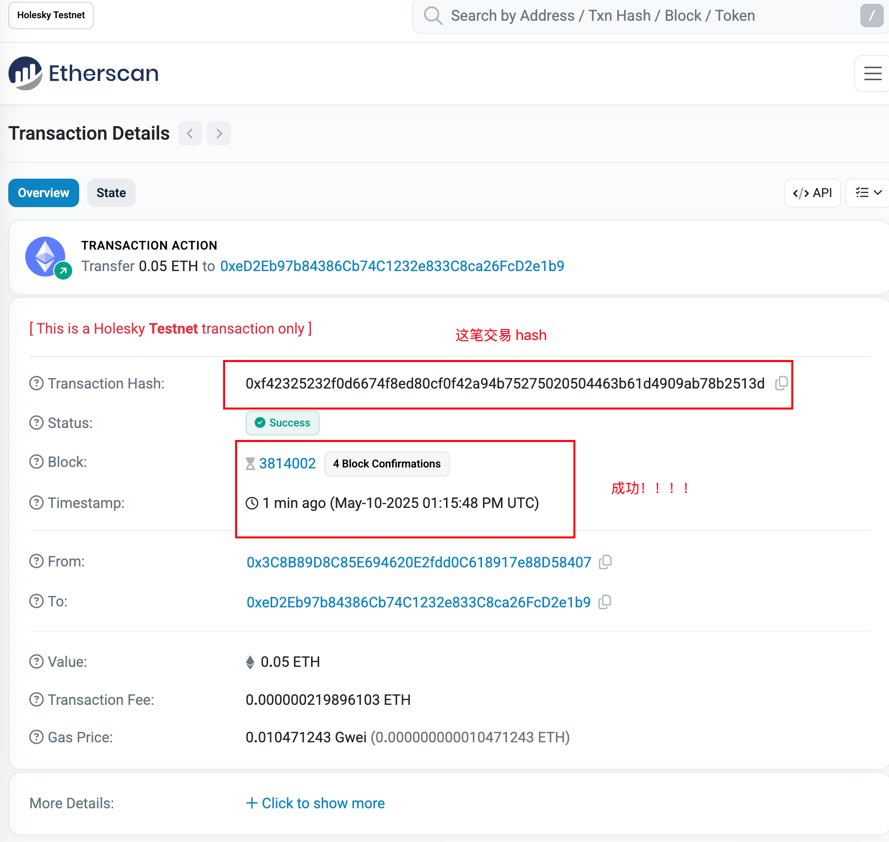 Holesky Testnet
Search by Address / Txn Hash / Block / Token
/
Etherscan
Transaction Details
Overview
State
</> API
TRANSACTION ACTION
Transfer 0.05 ETH to 0xeD2Eb97b84386Cb74C1232e833C8ca26FcD2e1b9
[ This is a Holesky Testnet transaction only ]
这笔交易 hash
Transaction Hash: 0xf42325232f0d6674f8ed80cf0f42a94b75275020504463b61d4909ab78b2513d
Status: Success
Block: 3814002 4 Block Confirmations
成功！！！！
Timestamp: 1 min ago (May-10-2025 01:15:48 PM UTC)
From: 0x3C8B89D8C85E694620E2fdd0C618917e88D58407
To: 0xeD2Eb97b84386Cb74C1232e833C8ca26FcD2e1b9
Value: 0.05 ETH
Transaction Fee: 0.000000219896103 ETH
Gas Price: 0.010471243 Gwei (0.000000000010471243 ETH)
More Details: + Click to show more